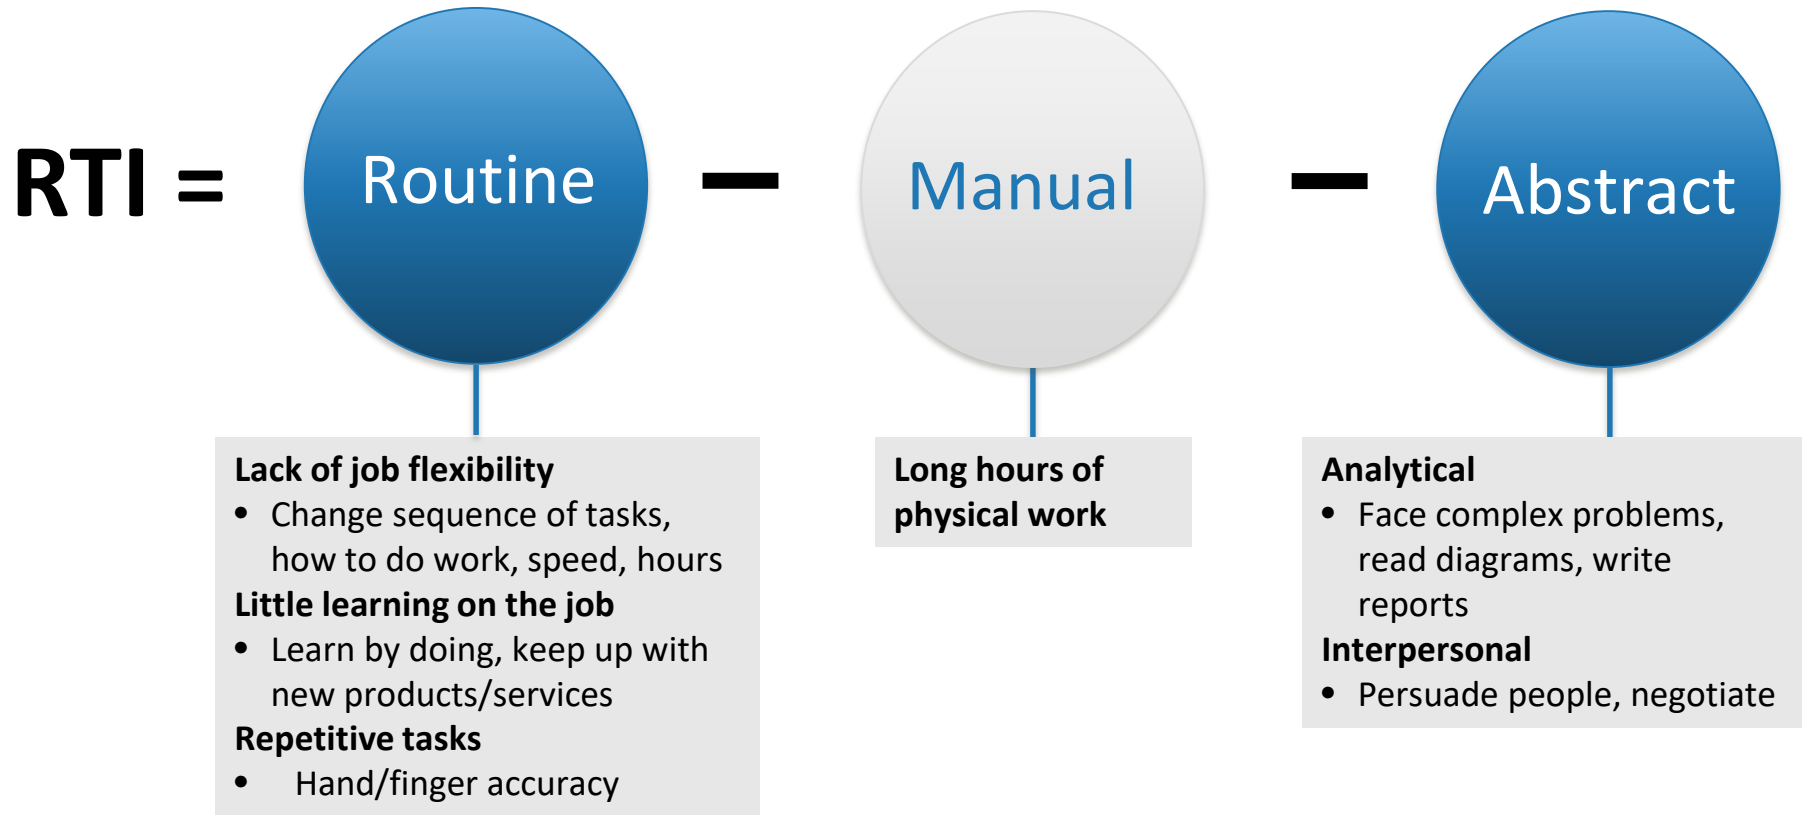 RTI = Routine – Manual – Abstract
Lack of job flexibility
• Change sequence of tasks,
how to do work, speed, hours
Little learning on the job
• Learn by doing, keep up with
new products/services
Repetitive tasks
• Hand/finger accuracy
Long hours of
physical work
Analytical
• Face complex problems,
read diagrams, write
reports
Interpersonal
• Persuade people, negotiate